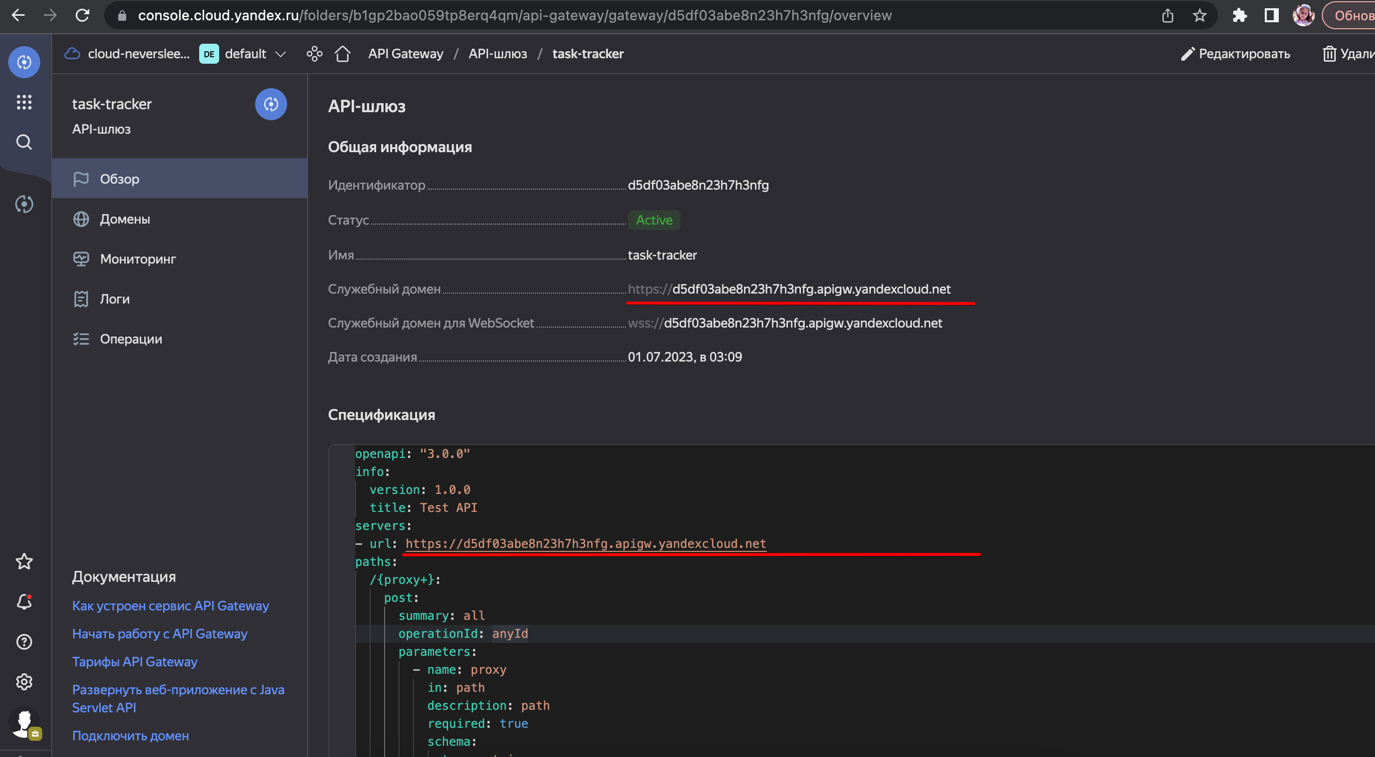 console.cloud.yandex.ru/folders/b1gp2bao059tp8erq4qm/api-gateway/gateway/d5df03abe8n23h7h3nfg/overview
Обнов
cloud-neverslee... DE default API Gateway / API-шлюз / task-tracker Редактировать Удали
task-tracker
API-шлюз
Обзор
Домены
Мониторинг
Логи
Операции
Документация
Как устроен сервис API Gateway
Начать работу с API Gateway
Тарифы API Gateway
Развернуть веб-приложение с Java
Servlet API
Подключить домен
API-шлюз
Общая информация
Идентификатор d5df03abe8n23h7h3nfg
Статус Active
Имя task-tracker
Служебный домен https://d5df03abe8n23h7h3nfg.apigw.yandexcloud.net
Служебный домен для WebSocket wss://d5df03abe8n23h7h3nfg.apigw.yandexcloud.net
Дата создания 01.07.2023, в 03:09
Спецификация
openapi: "3.0.0"
info:
version: 1.0.0
title: Test API
servers:
- url: https://d5df03abe8n23h7h3nfg.apigw.yandexcloud.net
paths:
/{proxy+}:
post:
summary: all
operationId: anyId
parameters:
- name: proxy
in: path
description: path
required: true
schema: